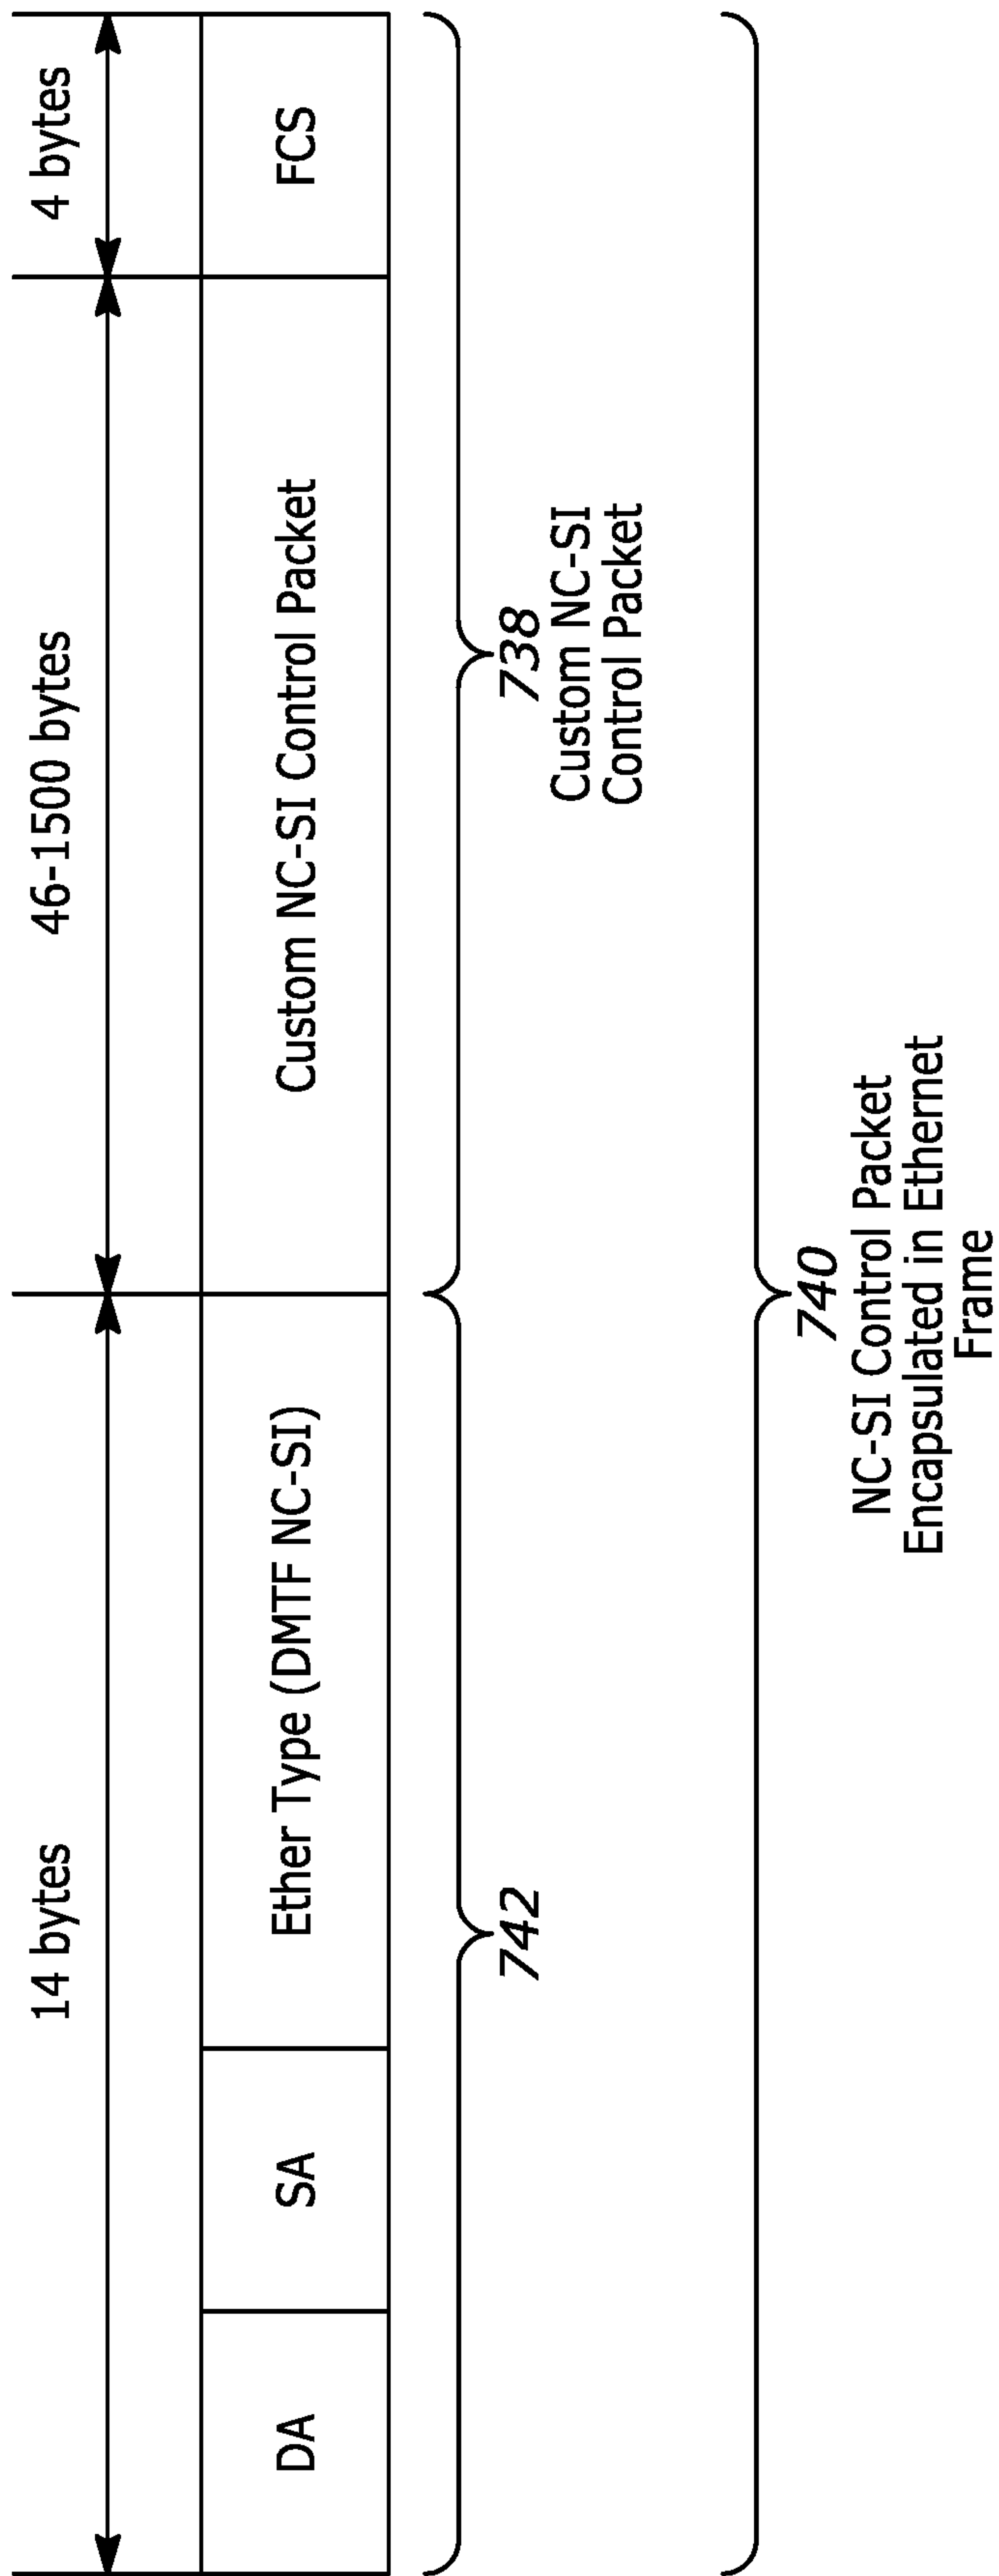 14 bytes
46-1500 bytes
4 bytes
DA
SA
Ether Type (DMTF NC-SI)
Custom NC-SI Control Packet
FCS
742
738
Custom NC-SI
Control Packet
740
NC-SI Control Packet
Encapsulated in Ethernet
Frame